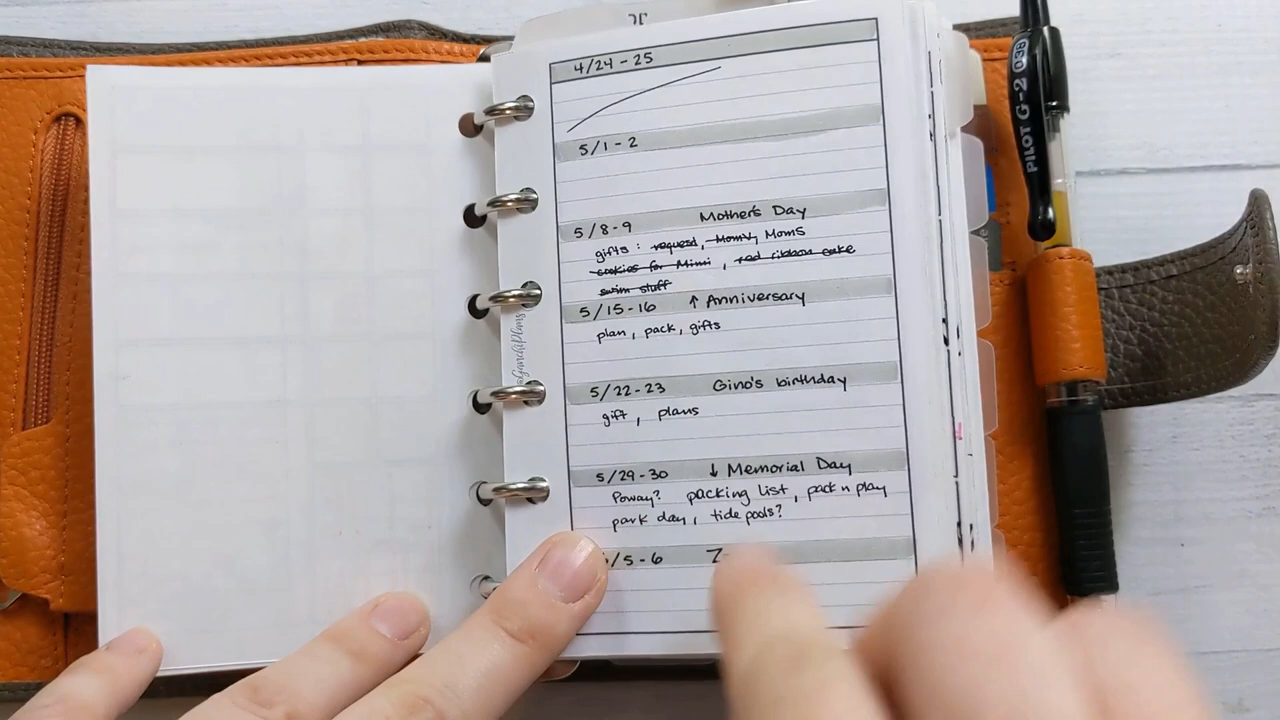 4/24 - 25
5/1 - 2
5/8 - 9 Mother's Day
gifts : request, Momy, Moms
cookies for Mimi , red ribbon cake
swim stuff
5/15 - 16 ↑ Anniversary
plan, pack, gifts
5/22 - 23 Gino's birthday
gift, plans
5/29 - 30 ↓ Memorial Day
Poway? packing list, pack n play
park day, tide pools?
/5 - 6
PILOT G-2 038